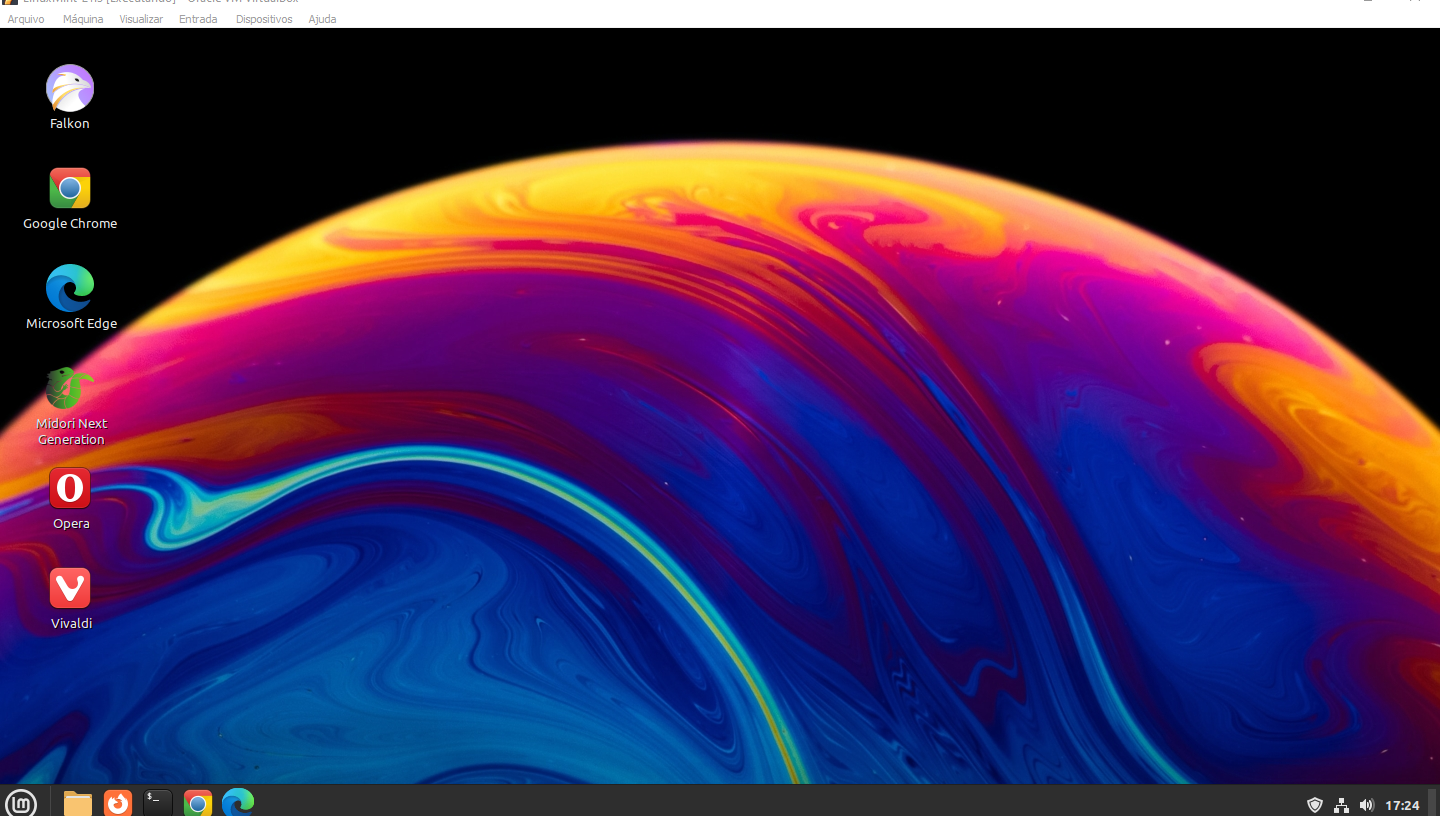 Arquivo Máquina Visualizar Entrada Dispositivos Ajuda
Falkon
Google Chrome
Microsoft Edge
Midori Next
Generation
Opera
Vivaldi
$_
17:24